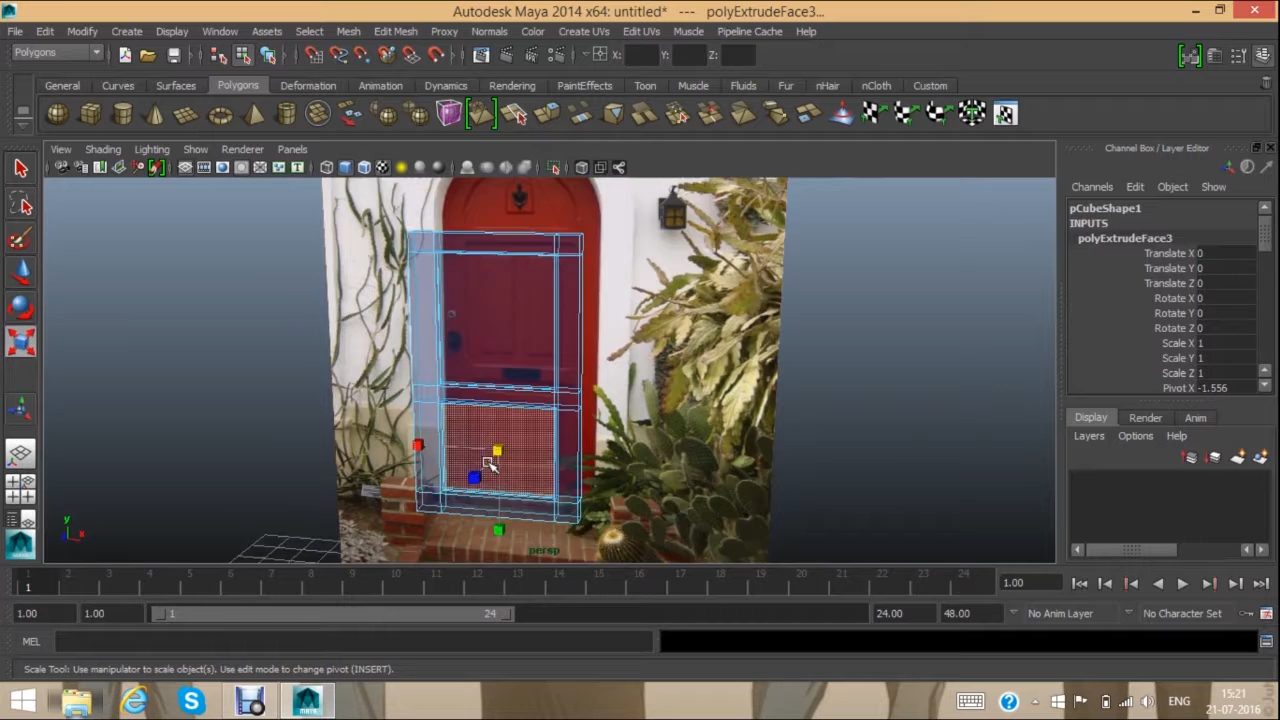 Autodesk Maya 2014 x64: untitled* --- polyExtrudeFace3...
File Edit Modify Create Display Window Assets Select Mesh Edit Mesh Proxy Normals Color Create UVs Edit UVs Muscle Pipeline Cache Help
Polygons X: Y: Z:
General Curves Surfaces Polygons Deformation Animation Dynamics Rendering PaintEffects Toon Muscle Fluids Fur nHair nCloth Custom
View Shading Lighting Show Renderer Panels
Channel Box / Layer Editor
Channels Edit Object Show
pCubeShape1
INPUTS
polyExtrudeFace3
Translate X 0
Translate Y 0
Translate Z 0
Rotate X 0
Rotate Y 0
Rotate Z 0
Scale X 1
Scale Y 1
Scale Z 1
Pivot X -1.556
Display Render Anim
Layers Options Help
y
persp
1 2 3 4 5 6 7 8 9 10 11 12 13 14 15 16 17 18 19 20 21 22 23 24
1 1.00
1.00 1.00 1 24 24.00 48.00 No Anim Layer No Character Set
MEL
Scale Tool: Use manipulator to scale object(s). Use edit mode to change pivot (INSERT).
ENG
15:21
21-07-2016